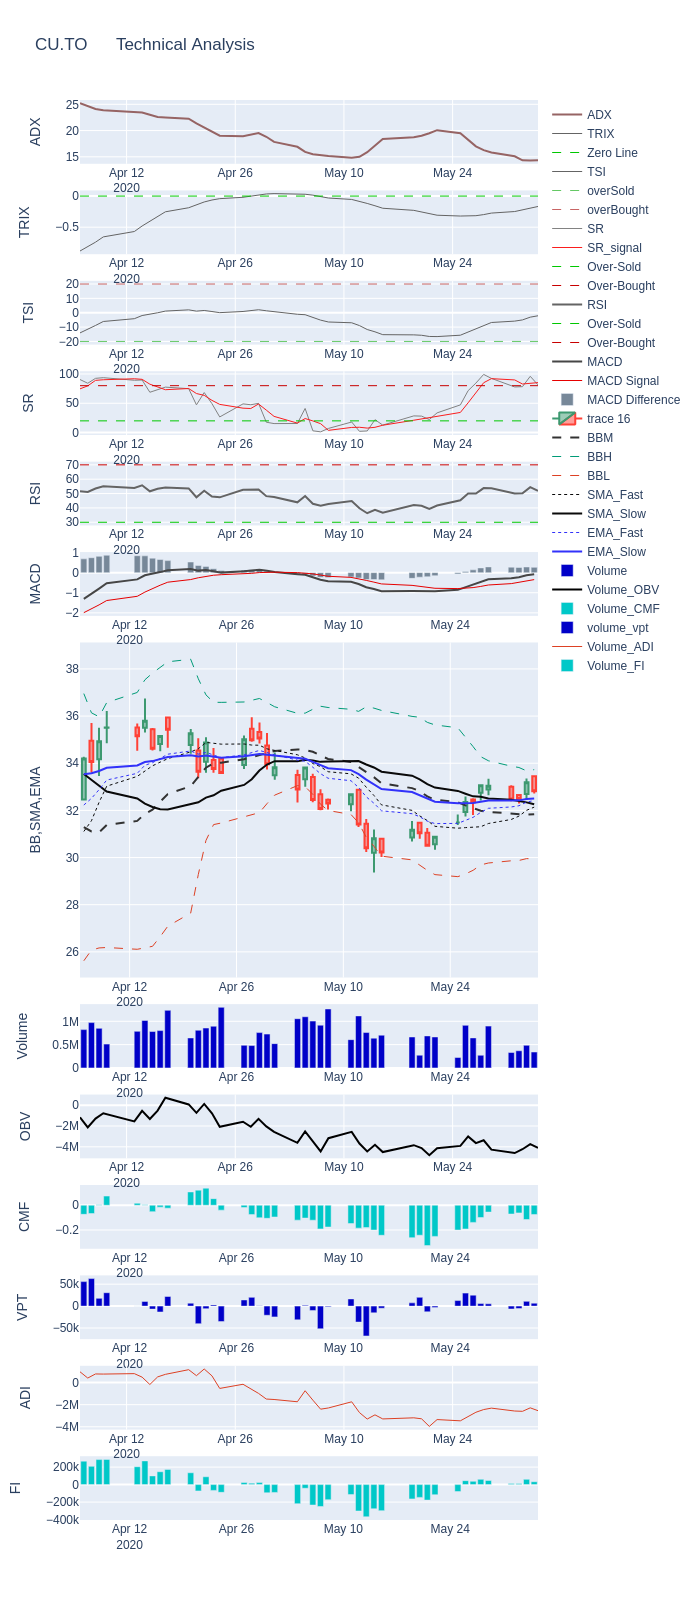 CU.TO Technical Analysis
ADX
25
20
15
Apr 12
2020
Apr 26
May 10
May 24
TRIX
0
−0.5
Apr 12
2020
Apr 26
May 10
May 24
TSI
20
10
0
−10
−20
Apr 12
2020
Apr 26
May 10
May 24
SR
100
50
0
Apr 12
2020
Apr 26
May 10
May 24
RSI
70
60
50
40
30
Apr 12
2020
Apr 26
May 10
May 24
MACD
1
0
−1
−2
Apr 12
2020
Apr 26
May 10
May 24
BB,SMA,EMA
38
36
34
32
30
28
26
Apr 12
2020
Apr 26
May 10
May 24
Volume
1M
0.5M
0
Apr 12
2020
Apr 26
May 10
May 24
OBV
0
−2M
−4M
Apr 12
2020
Apr 26
May 10
May 24
CMF
0
−0.2
Apr 12
2020
Apr 26
May 10
May 24
VPT
50k
0
−50k
Apr 12
2020
Apr 26
May 10
May 24
ADI
0
−2M
−4M
Apr 12
2020
Apr 26
May 10
May 24
FI
200k
0
−200k
−400k
Apr 12
2020
Apr 26
May 10
May 24
ADX
TRIX
Zero Line
TSI
overSold
overBought
SR
SR_signal
Over-Sold
Over-Bought
RSI
Over-Sold
Over-Bought
MACD
MACD Signal
MACD Difference
trace 16
BBM
BBH
BBL
SMA_Fast
SMA_Slow
EMA_Fast
EMA_Slow
Volume
Volume_OBV
Volume_CMF
volume_vpt
Volume_ADI
Volume_FI